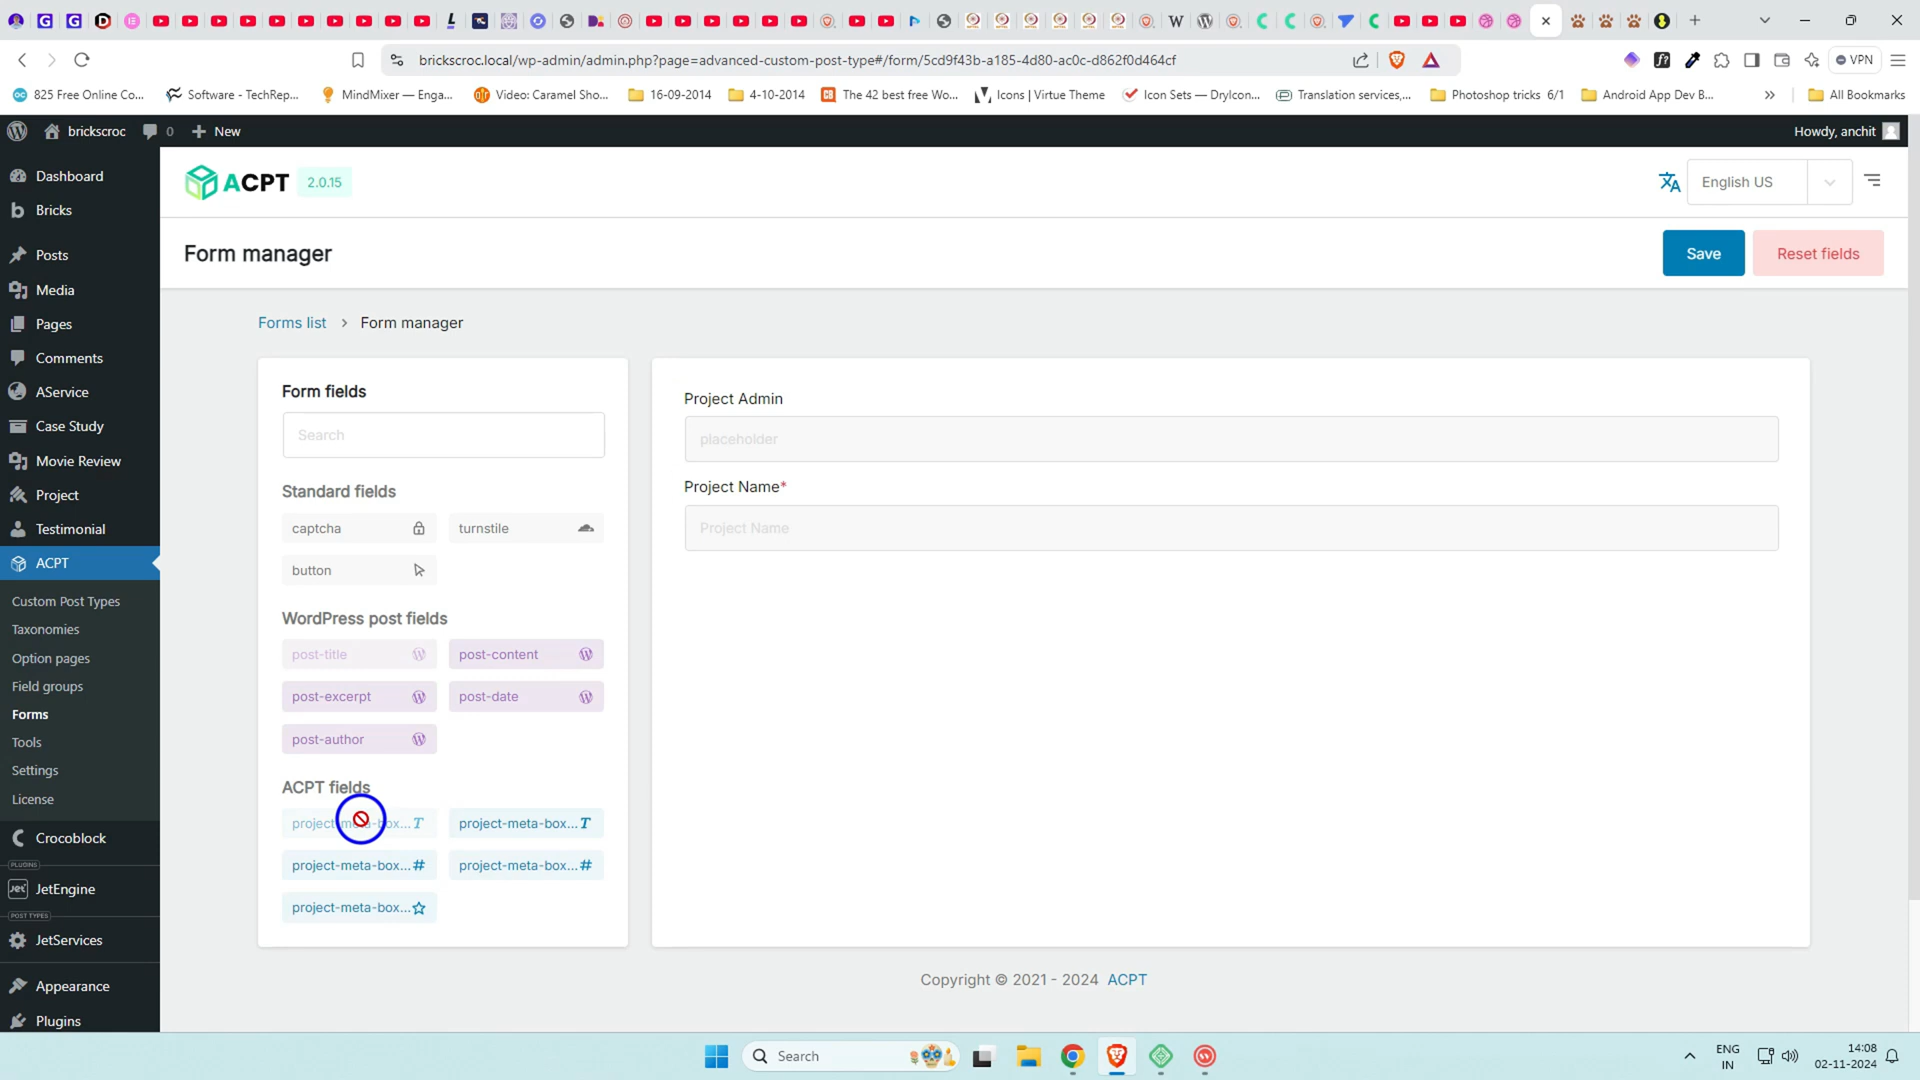 brickscroc.local/wp-admin/admin.php?page=advanced-custom-post-type#/form/5cd9f43b-a185-4d80-ac0c-d862f0d464cf
VPN
825 Free Online Co...
Software - TechRep...
MindMixer — Enga...
Video: Caramel Sho...
16-09-2014
4-10-2014
The 42 best free Wo...
Icons | Virtue Theme
Icon Sets — DryIcon...
Translation services,...
Photoshop tricks 6/1
Android App Dev B...
All Bookmarks
brickscroc
0
New
Howdy, anchit
Dashboard
Bricks
Posts
Media
Pages
Comments
AService
Case Study
Movie Review
Project
Testimonial
ACPT
Custom Post Types
Taxonomies
Option pages
Field groups
Forms
Tools
Settings
License
Crocoblock
PLUGINS
JetEngine
POST TYPES
JetServices
Appearance
Plugins
ACPT 2.0.15
English US
Form manager
Save
Reset fields
Forms list > Form manager
Form fields
Search
Standard fields
captcha
turnstile
button
WordPress post fields
post-title
post-content
post-excerpt
post-date
post-author
ACPT fields
project-meta-box...
project-meta-box...
project-meta-box...
project-meta-box...
project-meta-box...
Project Admin
placeholder
Project Name*
Project Name
Copyright © 2021 - 2024 ACPT
Search
ENG
IN
14:08
02-11-2024